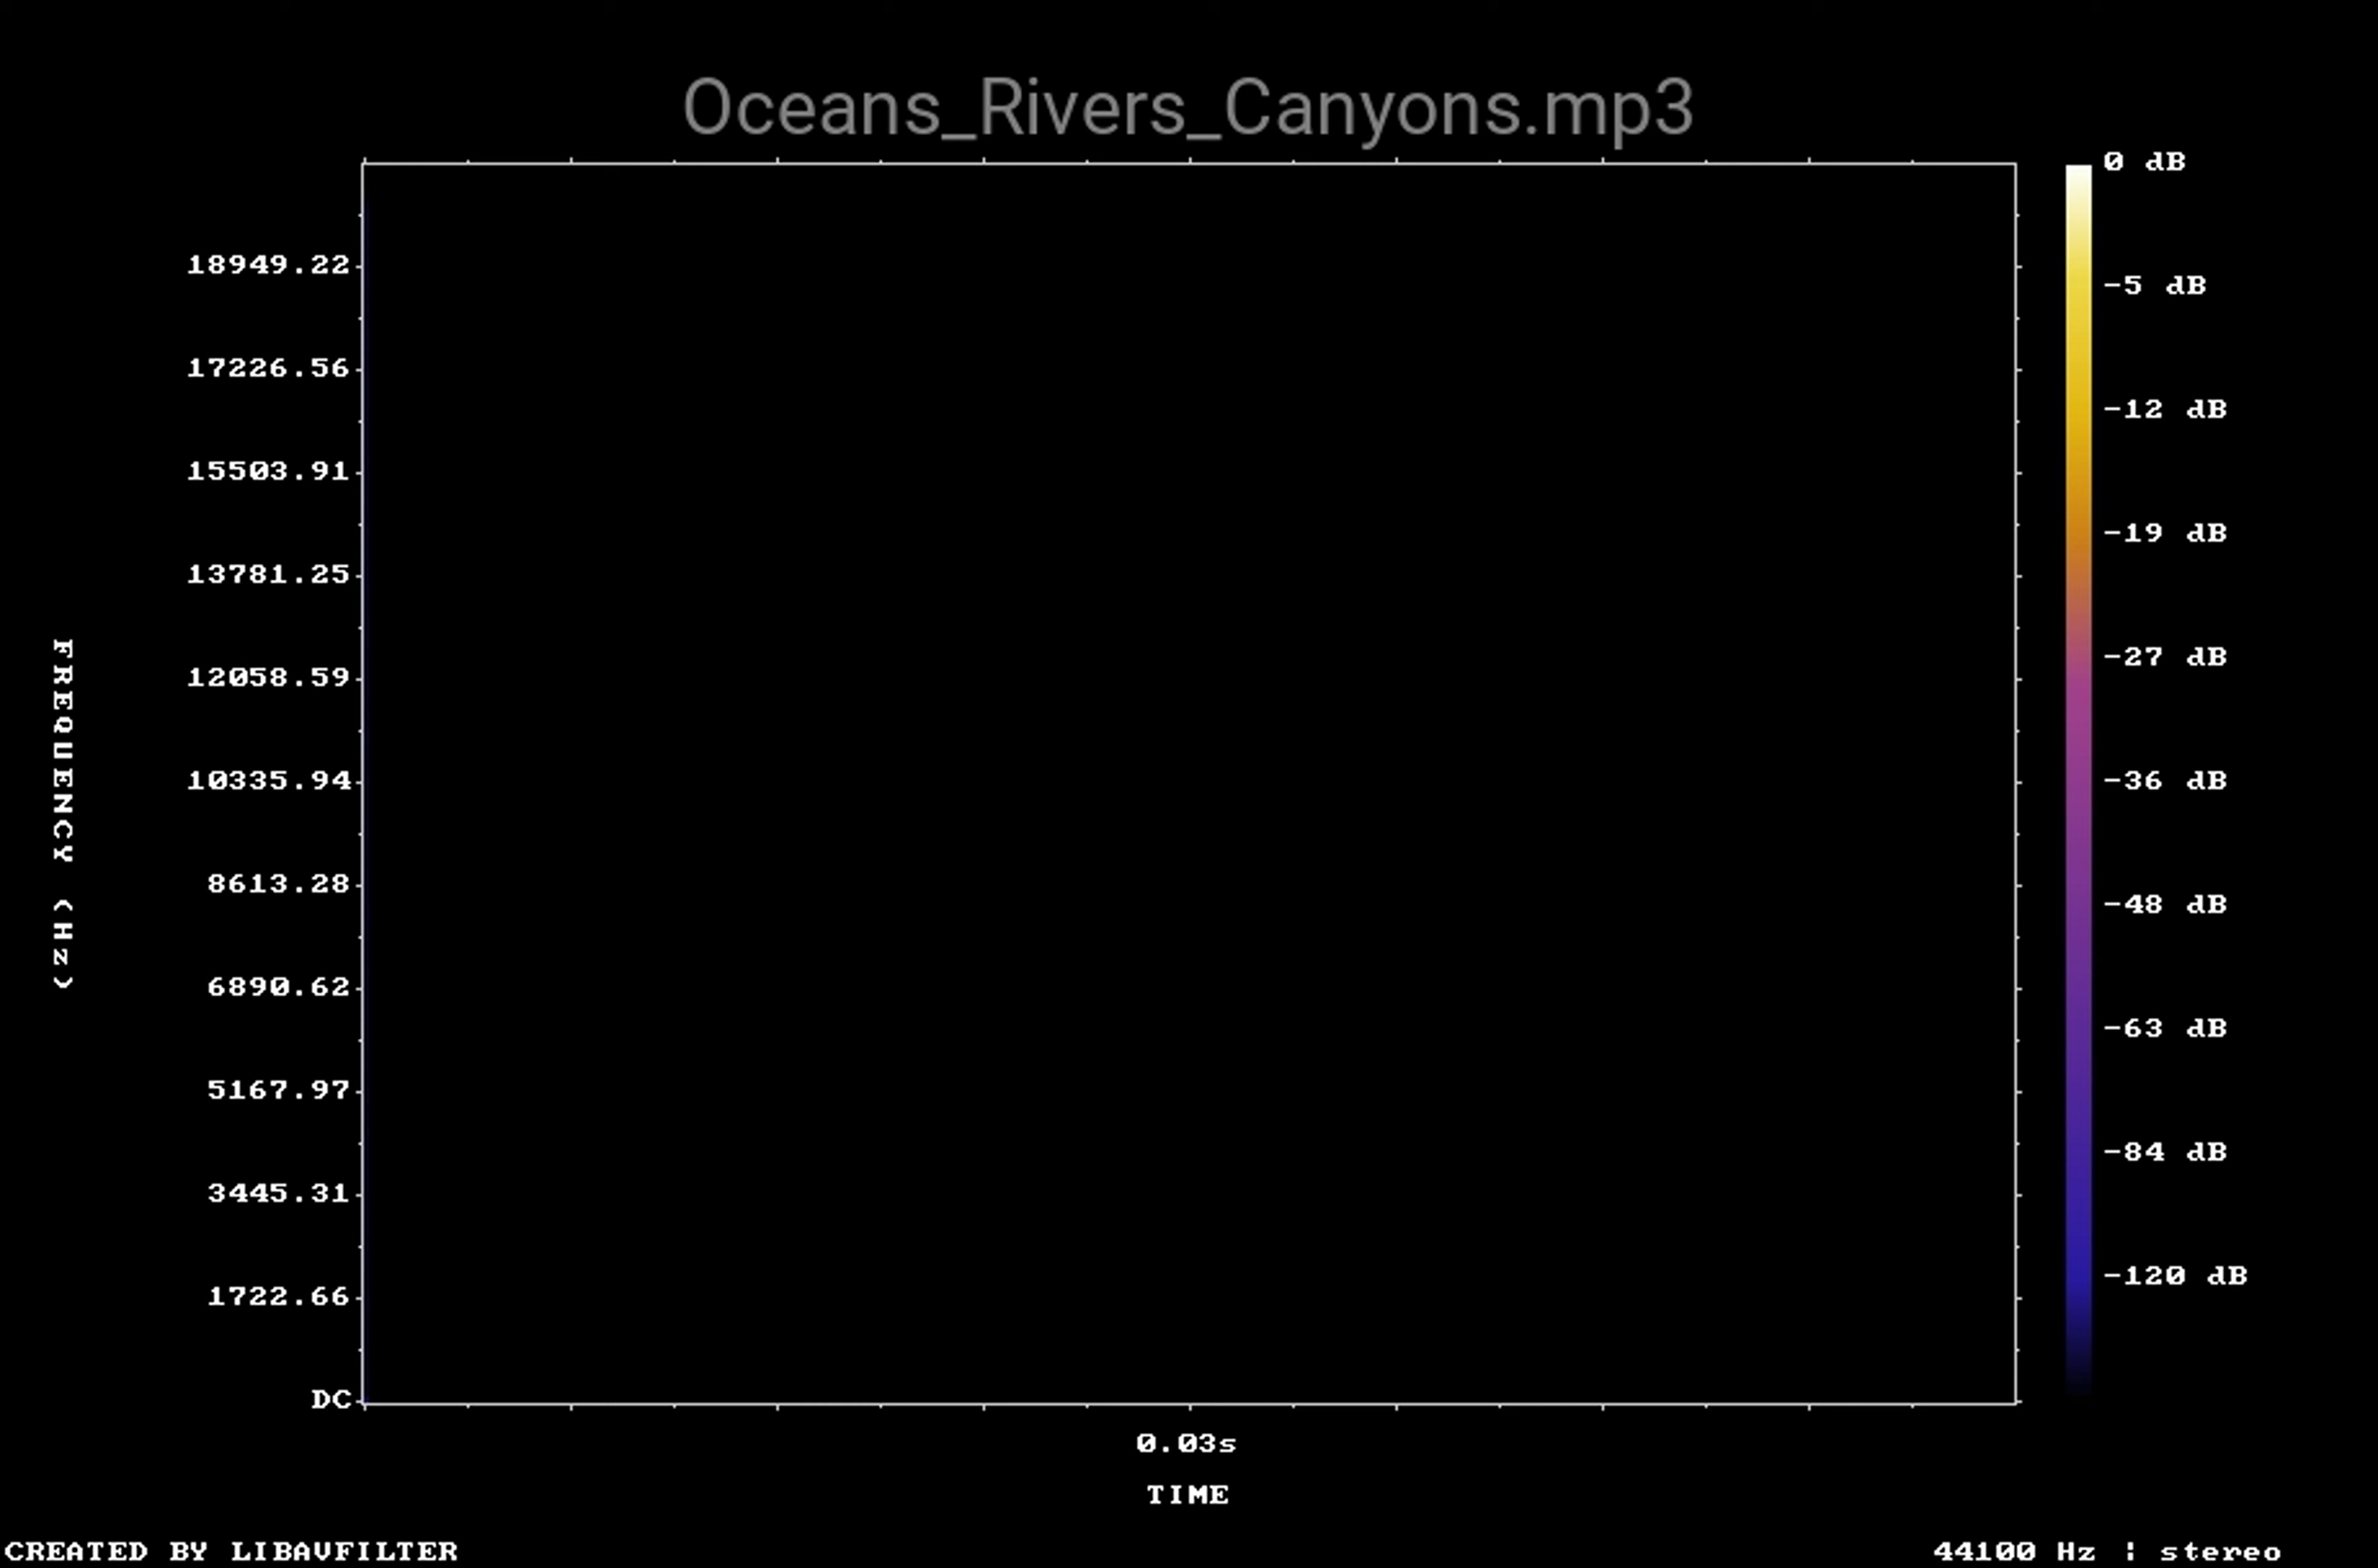 Oceans_Rivers_Canyons.mp3
0 dB
18949.22
-5 dB
17226.56
-12 dB
15503.91
-19 dB
13781.25
-27 dB
12058.59
10335.94
-36 dB
8613.28
-48 dB
6890.62
-63 dB
5167.97
-84 dB
3445.31
-120 dB
1722.66
DC
FREQUENCY (Hz)
0.03s
TIME
CREATED BY LIBAVFILTER
44100 Hz | stereo